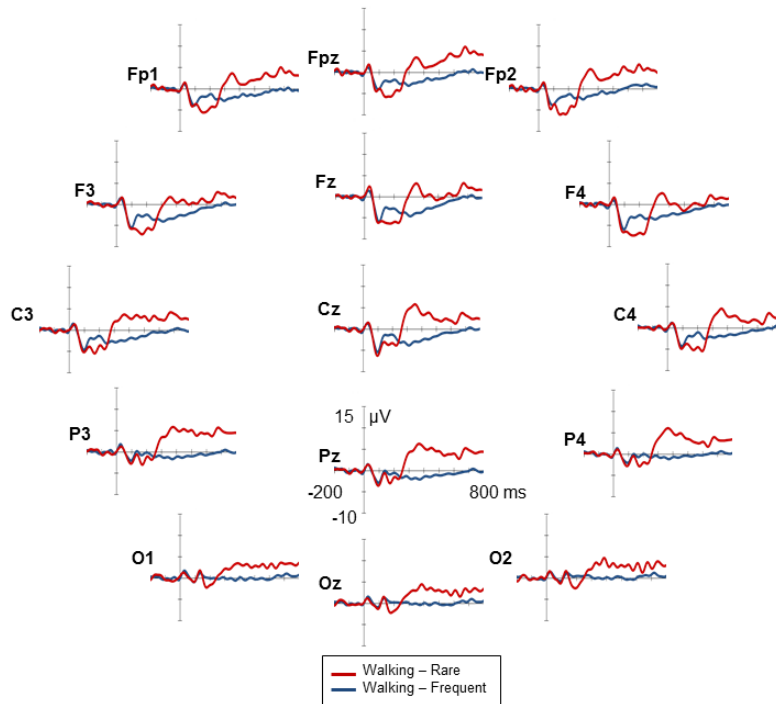 Fp1
Fpz
Fp2
F3
Fz
F4
C3
Cz
C4
15 µV
P3
Pz
P4
-200
800 ms
-10
O1
Oz
O2
Walking – Rare
Walking – Frequent